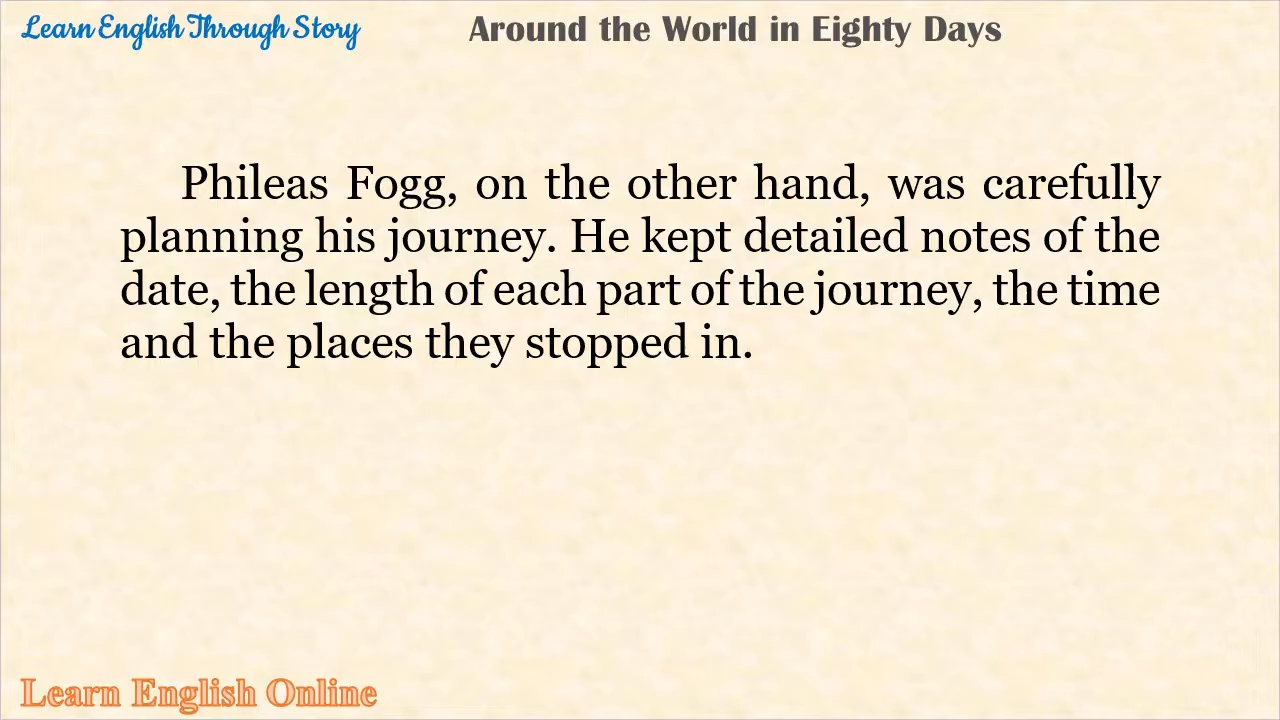 Learn English Through Story
Around the World in Eighty Days
Phileas Fogg, on the other hand, was carefully
planning his journey. He kept detailed notes of the
date, the length of each part of the journey, the time
and the places they stopped in.
Learn English Online